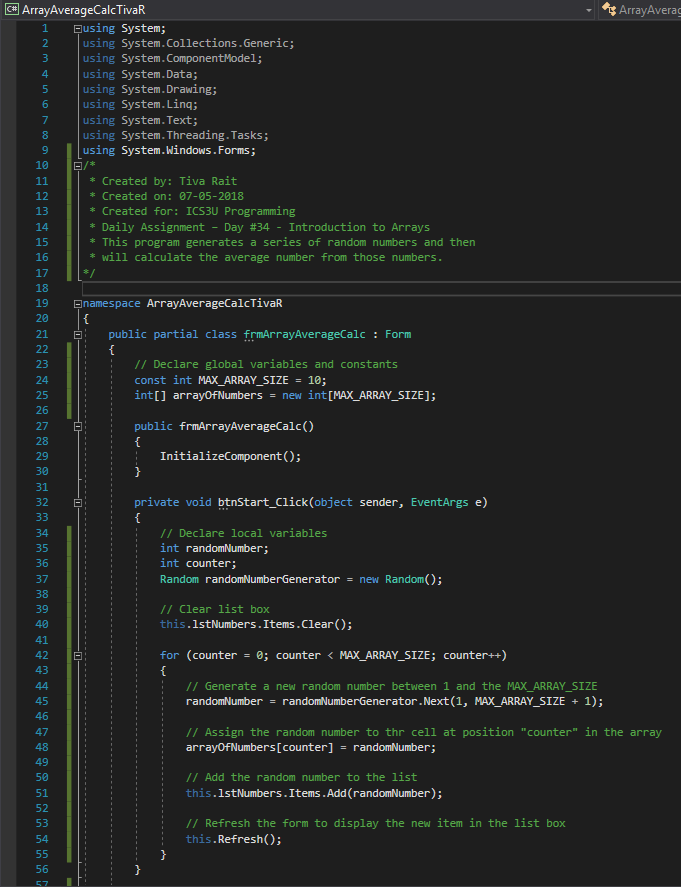 C# ArrayAverageCalcTivaR ArrayAverag
1 using System;
2 using System.Collections.Generic;
3 using System.ComponentModel;
4 using System.Data;
5 using System.Drawing;
6 using System.Linq;
7 using System.Text;
8 using System.Threading.Tasks;
9 using System.Windows.Forms;
10 /*
11 * Created by: Tiva Rait
12 * Created on: 07-05-2018
13 * Created for: ICS3U Programming
14 * Daily Assignment – Day #34 - Introduction to Arrays
15 * This program generates a series of random numbers and then
16 * will calculate the average number from those numbers.
17 */
18
19 namespace ArrayAverageCalcTivaR
20 {
21 public partial class frmArrayAverageCalc : Form
22 {
23 // Declare global variables and constants
24 const int MAX_ARRAY_SIZE = 10;
25 int[] arrayOfNumbers = new int[MAX_ARRAY_SIZE];
26
27 public frmArrayAverageCalc()
28 {
29 InitializeComponent();
30 }
31
32 private void btnStart_Click(object sender, EventArgs e)
33 {
34 // Declare local variables
35 int randomNumber;
36 int counter;
37 Random randomNumberGenerator = new Random();
38
39 // Clear list box
40 this.lstNumbers.Items.Clear();
41
42 for (counter = 0; counter < MAX_ARRAY_SIZE; counter++)
43 {
44 // Generate a new random number between 1 and the MAX_ARRAY_SIZE
45 randomNumber = randomNumberGenerator.Next(1, MAX_ARRAY_SIZE + 1);
46
47 // Assign the random number to thr cell at position "counter" in the array
48 arrayOfNumbers[counter] = randomNumber;
49
50 // Add the random number to the list
51 this.lstNumbers.Items.Add(randomNumber);
52
53 // Refresh the form to display the new item in the list box
54 this.Refresh();
55 }
56 }
57